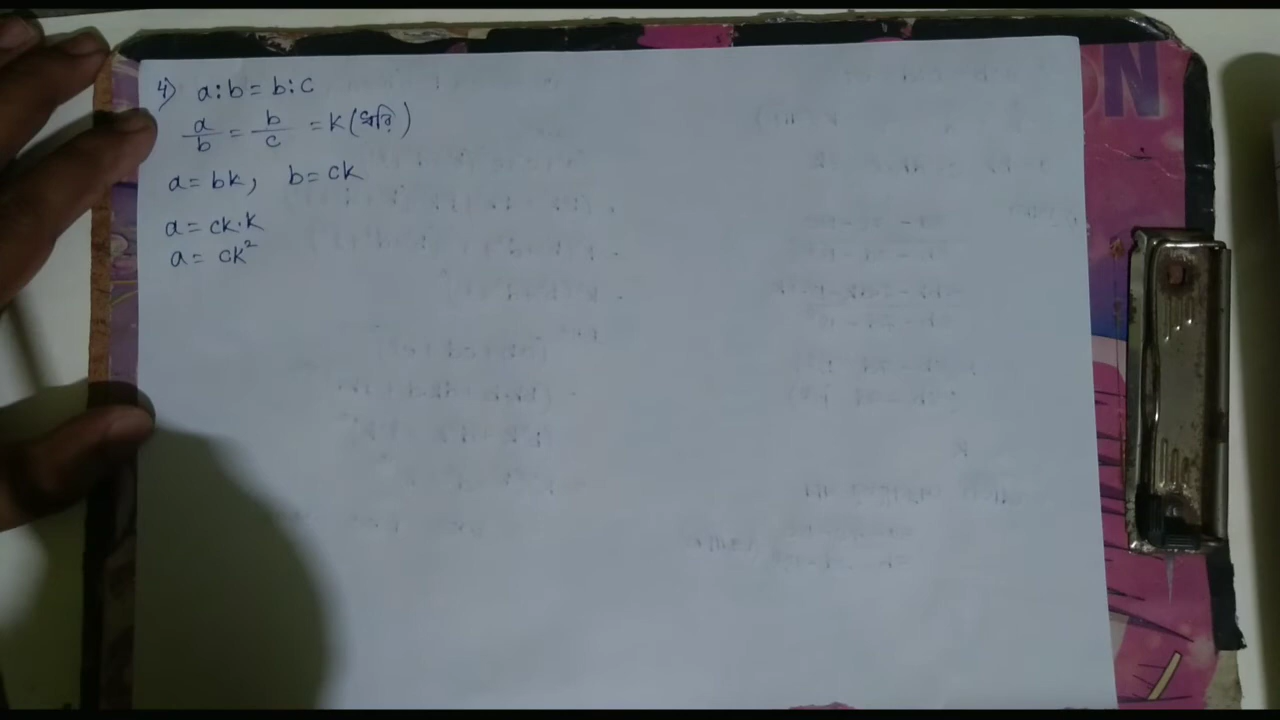 4) a:b = b:c
a/b = b/c = k (ধরি)
a = bk, b = ck
a = ck.k
a = ck²
N